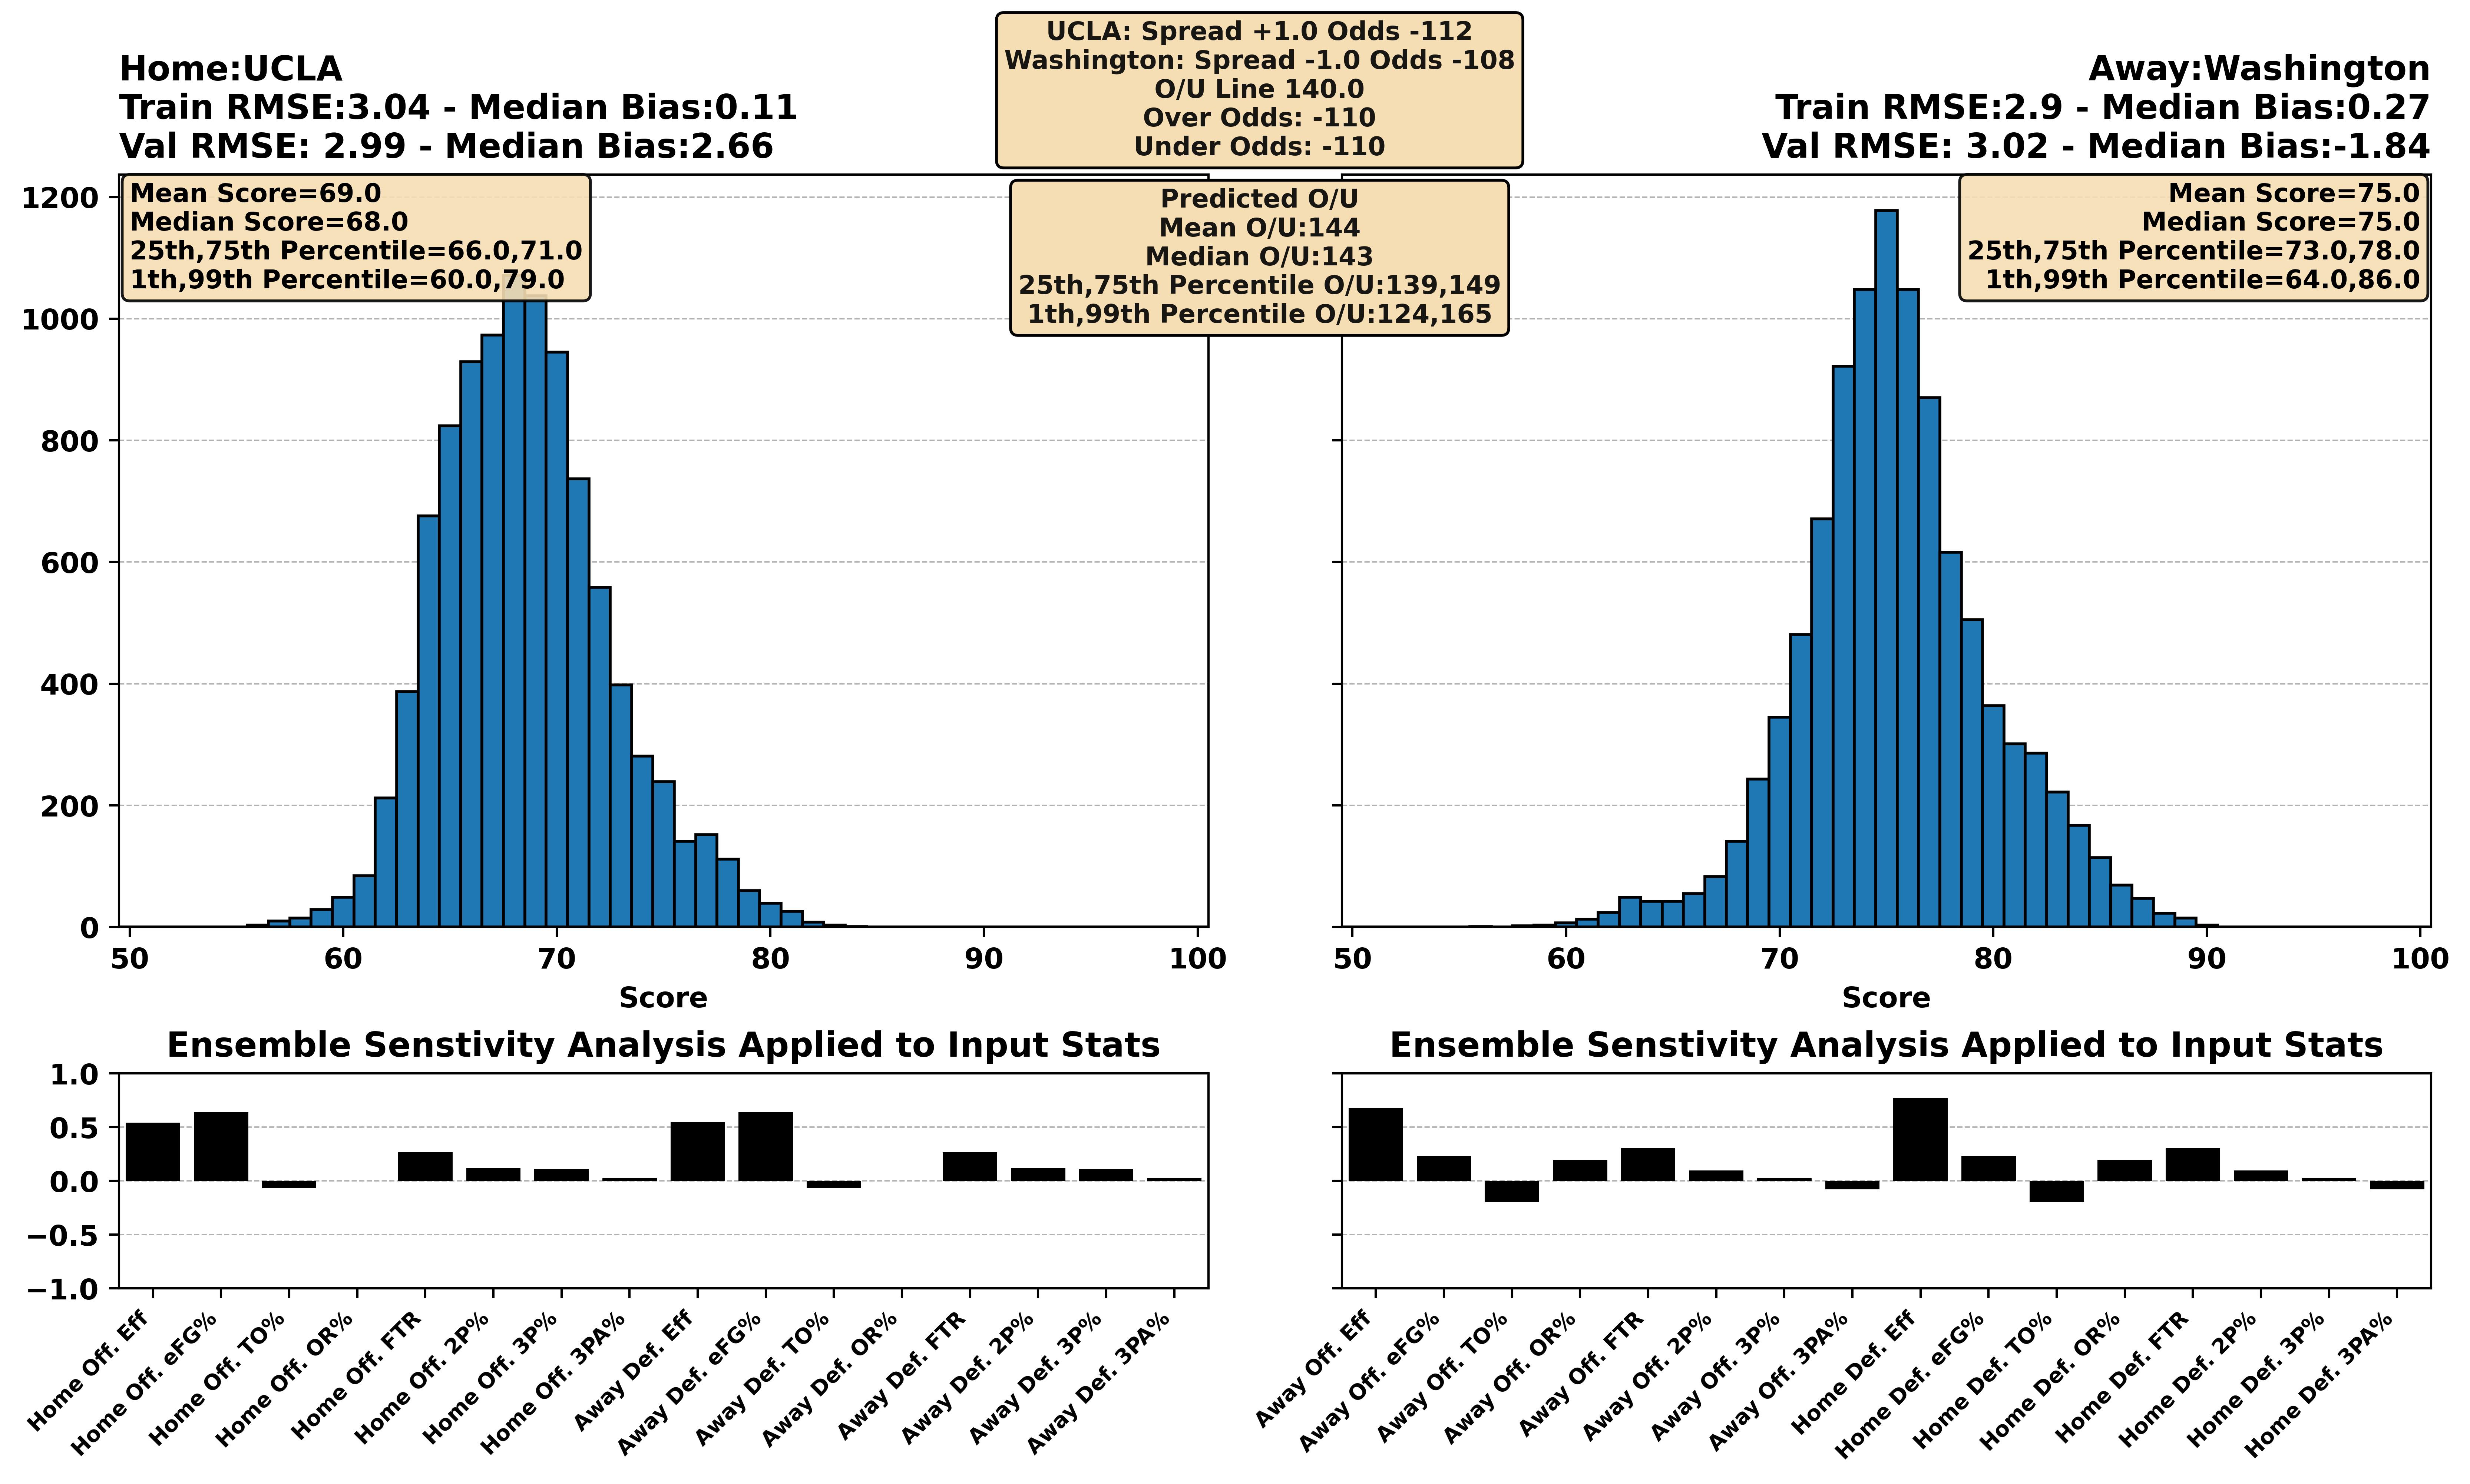 UCLA: Spread +1.0 Odds -112
Washington: Spread -1.0 Odds -108
O/U Line 140.0
Over Odds: -110
Under Odds: -110
Home:UCLA
Train RMSE:3.04 - Median Bias:0.11
Val RMSE: 2.99 - Median Bias:2.66
Away:Washington
Train RMSE:2.9 - Median Bias:0.27
Val RMSE: 3.02 - Median Bias:-1.84
Mean Score=69.0
Median Score=68.0
25th,75th Percentile=66.0,71.0
1th,99th Percentile=60.0,79.0
Predicted O/U
Mean O/U:144
Median O/U:143
25th,75th Percentile O/U:139,149
1th,99th Percentile O/U:124,165
Mean Score=75.0
Median Score=75.0
25th,75th Percentile=73.0,78.0
1th,99th Percentile=64.0,86.0
1200
1000
800
600
400
200
0
50 60 70 80 90 100
Score
50 60 70 80 90 100
Score
Ensemble Senstivity Analysis Applied to Input Stats
1.0
0.5
0.0
−0.5
−1.0
Home Off. Eff
Home Off. eFG%
Home Off. TO%
Home Off. OR%
Home Off. FTR
Home Off. 2P%
Home Off. 3P%
Home Off. 3PA%
Away Def. Eff
Away Def. eFG%
Away Def. TO%
Away Def. OR%
Away Def. FTR
Away Def. 2P%
Away Def. 3P%
Away Def. 3PA%
Ensemble Senstivity Analysis Applied to Input Stats
Away Off. Eff
Away Off. eFG%
Away Off. TO%
Away Off. OR%
Away Off. FTR
Away Off. 2P%
Away Off. 3P%
Away Off. 3PA%
Home Def. Eff
Home Def. eFG%
Home Def. TO%
Home Def. OR%
Home Def. FTR
Home Def. 2P%
Home Def. 3P%
Home Def. 3PA%